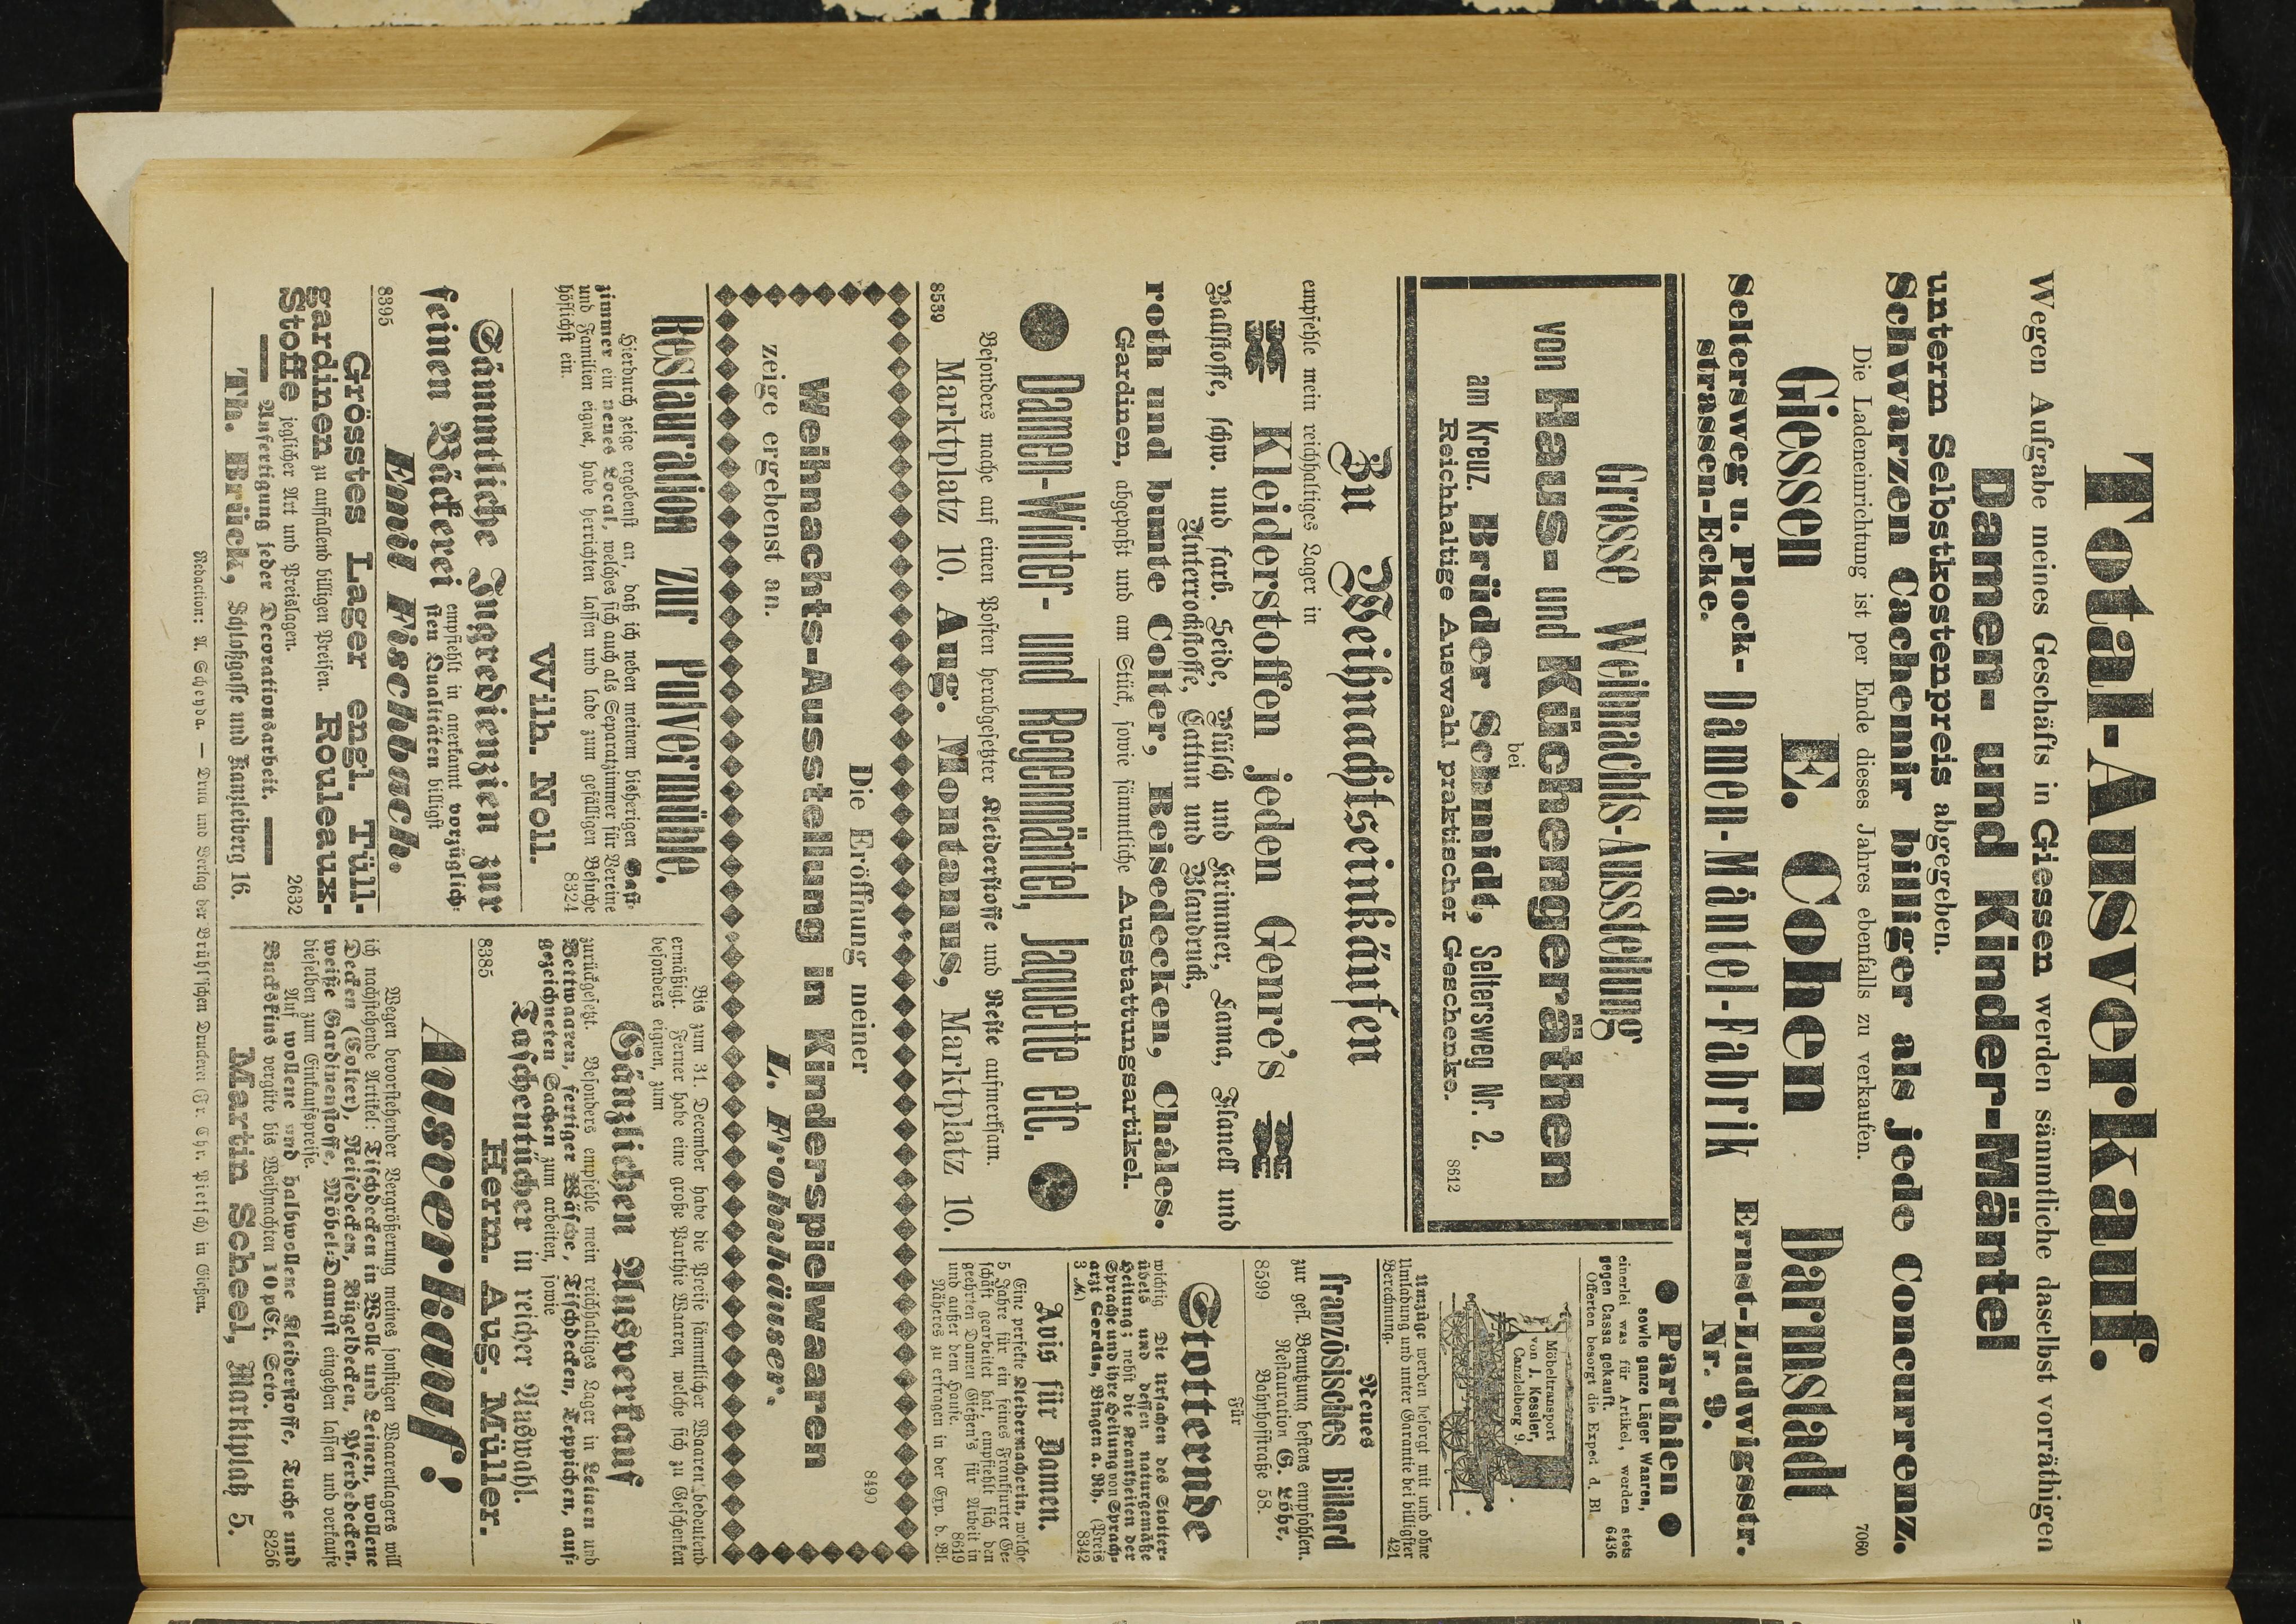 Total-Ausverkauf.
Wegen Aufgabe meines Geschäfts in Giessen werden sämmtliche daselbst vorräthigen
Damen- und Kinder-Mäntel
unterm Selbstkostenpreis abgegeben.
Schwarzen Cachemir billiger als jede Concurrenz.
Die Ladeneinrichtung ist per Ende dieses Jahres ebenfalls zu verkaufen.
7060
Giessen E. Cohen Darmstadt
Seltersweg u. Plock-
strassen-Ecke.
Damen-Mäntel-Fabrik
Ernst-Ludwigsstr.
Nr. 9.
Grosse Weihnachts-Ausstellung
von Haus- und Küchengeräthen
bei
am Kreuz. Brüder Schmidt, Seltersweg Nr. 2.
Reichhaltige Auswahl praktischer Geschenke.
8612
Zu Weihnachtseinkäufen
empfehle mein reichhaltiges Lager in
Kleiderstoffen jeden Genre's
Ballstoffe, schw. und farb. Seide, Plüsch und Krimmer, Lama, Flanell und
Unterrockstoffe, Cattun und Blaudruck,
roth und bunte Colter, Reisedecken, Châles.
Gardinen, abgepaßt und am Stück, sowie sämmtliche Ausstattungsartikel.
Damen-Winter- und Regenmäntel, Jaquette etc.
Besonders mache auf einen Posten herabgesetzter Kleiderstoffe und Reste aufmerksam.
Marktplatz 10. Aug. Montanus, Marktplatz 10.
8539
Parthien
sowie ganze Läger Waaren,
einerlei was für Artikel, werden stets
gegen Cassa gekauft.
Offerten besorgt die Exped d. Bl 6436
Möbeltransport
von J. Kessler,
Canzleiberg 9.
Umzüge werden besorgt mit und ohne
Umladung und unter Garantie bei billigster
Berechnung. 421
Neues
französisches Billard
zur gefl. Benutzung bestens empfohlen.
Restauration G. Löhr,
8599 Bahnhofstraße 58.
Für
Stotternde
wichtig Die Ursachen des Stotter-
übels und dessen naturgemäße
Heilung; nebst die Krankheiten der
Sprache und ihre Heilung von Sprach-
arzt Gerdts, Bingen a. Rh. (Preis
3 M) 8342
Avis für Damen.
Eine perfekte Kleidermacherin, welche
5 Jahre für ein feines Frankfurter Ge-
schäft gearbeitet hat, empfiehlt sich den
geehrten Damen Gießen's für Arbeit in
und außer dem Hause. 8619
Näheres zu erfragen in der Exp. d. Bl.
Die Eröffnung meiner
8490
Weihnachts-Ausstellung in Kinderspielwaaren
zeige ergebenst an. L. Frohnhäuser.
Restauration zur Pulvermühle.
Hierdurch zeige ergebenst an, daß ich neben meinem bisherigen Gast-
zimmer ein neues Local, welches sich auch als Separatzimmer für Vereine
und Familien eignet, habe herrichten lassen und lade zum gefälligen Besuche
höflichst ein. 8324
Wilh. Noll.
Sämmtliche Ingredienzien zur
feinen Bäckerei empfiehlt in anerkannt vorzüglich-
sten Qualitäten billigst
8395 Emil Fischbach.
Grösstes Lager engl. Tüll-
gardinen zu auffallend billigen Preisen. Rouleaux-
Stoffe jeglicher Art und Preislagen. 2632
Anfertigung jeder Decorationsarbeit.
Th. Brück, Schloßgasse und Kanzleiberg 16.
Bis zum 31. December habe die Preise sämmtlicher Waaren bedeutend
ermäßigt. Ferner habe eine große Parthie Waaren, welche sich zu Geschenken
besonders eignen, zum
Gänzlichen Ausverkauf
zurückgesetzt. Besonders empfehle mein reichhaltiges Lager in Leinen und
Bettwaaren, fertiger Wäsche, Tischdecken, Teppichen, auf-
gezeichneten Sachen zum arbeiten, sowie
Taschentücher in reicher Auswahl.
8385 Herm. Aug. Müller.
Ausverkauf!
Wegen bevorstehender Vergrößerung meines sonstigen Waarenlagers will
ich nachstehende Artikel: Tischdecken in Wolle und Leinen, wollene
Decken (Colter), Reisedecken, Bügeldecken, Pferdedecken,
weiße Gardinenstoffe, Möbel-Damast eingehen lassen und verkaufe
dieselben zum Einkaufspreise.
Auf wollene und halbwollene Kleiderstoffe, Tuche und
Buckskins vergüte bis Weihnachten 10 pCt. Scto. 8256
Martin Scheel, Marktplatz 5.
Redaction: A. Scheyda. — Druck und Verlag der Brühl'schen Druckerei (Fr. Chr. Pietsch) in Gießen.